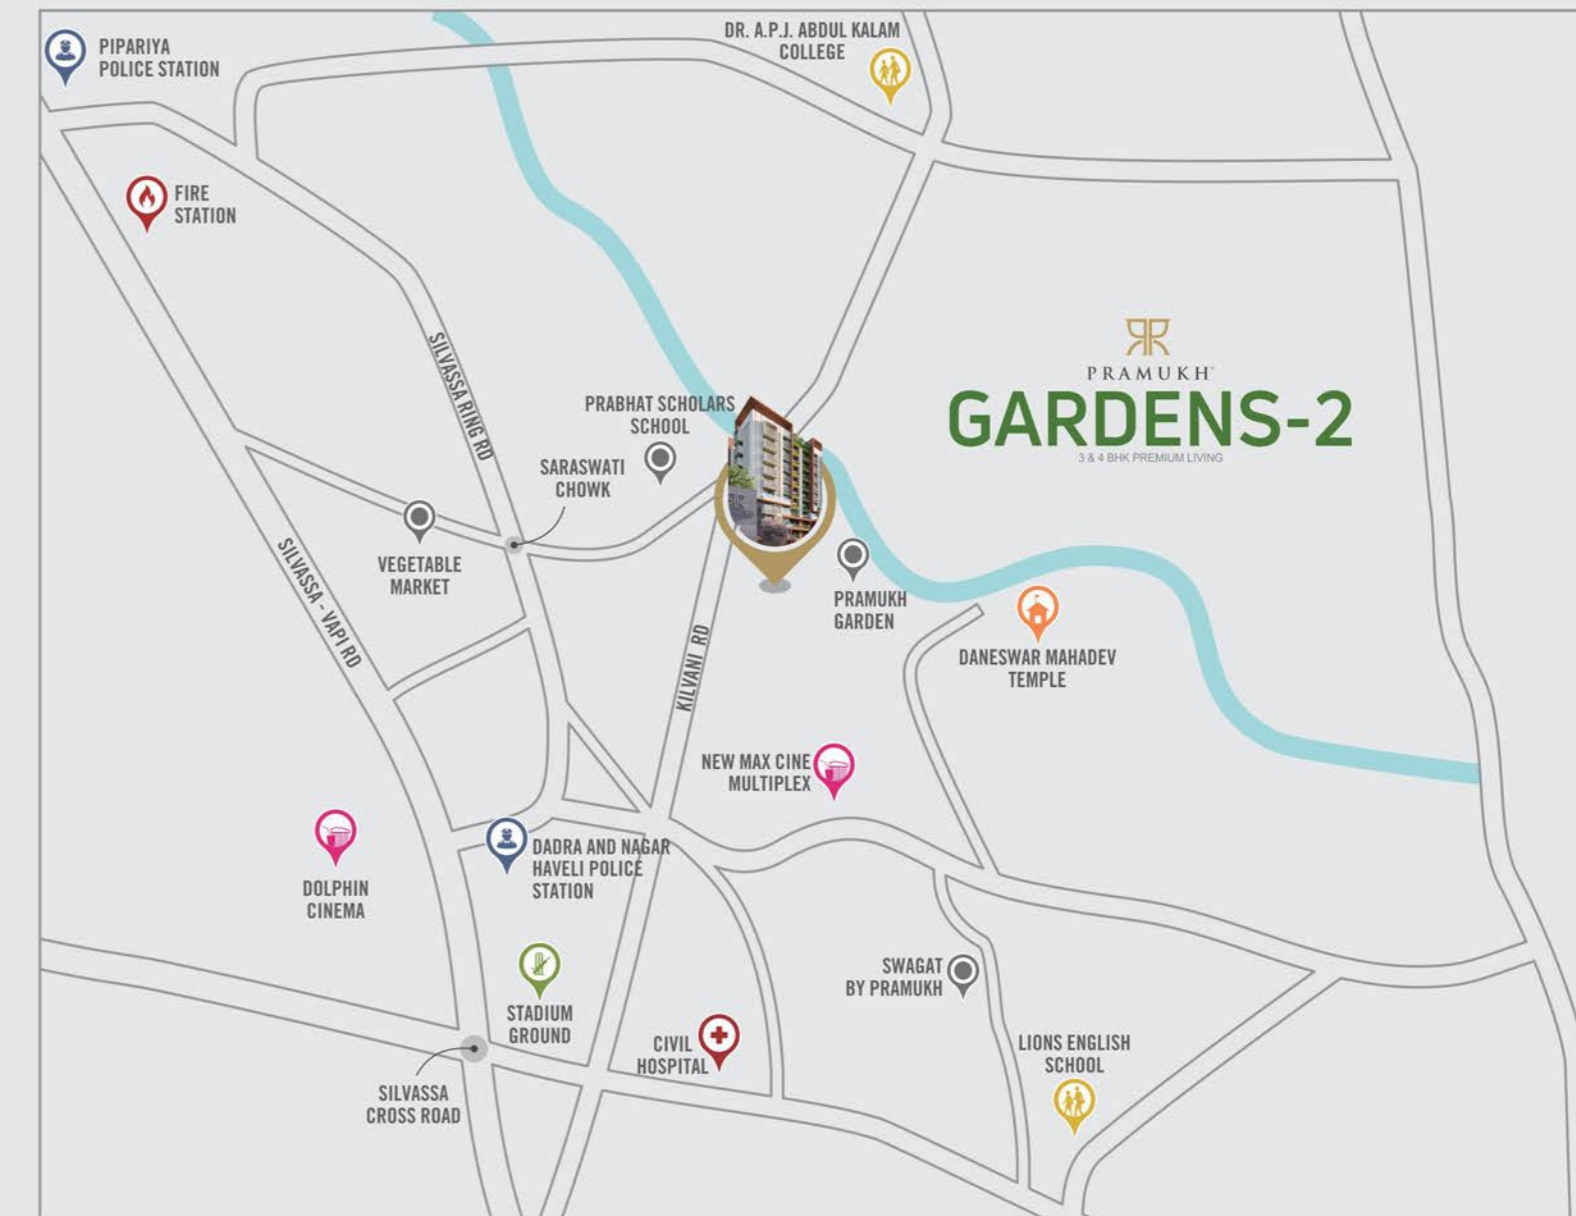 PIPARIYA
POLICE STATION
DR. A.P.J. ABDUL KALAM
COLLEGE
FIRE
STATION
SILVASSA RING RD
PRAMUKH
GARDENS-2
3 & 4 BHK PREMIUM LIVING
PRABHAT SCHOLARS
SCHOOL
SARASWATI
CHOWK
VEGETABLE
MARKET
SILVASSA - VAPI RD
PRAMUKH
GARDEN
KILVANI RD
DANESWAR MAHADEV
TEMPLE
NEW MAX CINE
MULTIPLEX
DADRA AND NAGAR
HAVELI POLICE
STATION
DOLPHIN
CINEMA
SWAGAT
BY PRAMUKH
STADIUM
GROUND
CIVIL
HOSPITAL
LIONS ENGLISH
SCHOOL
SILVASSA
CROSS ROAD